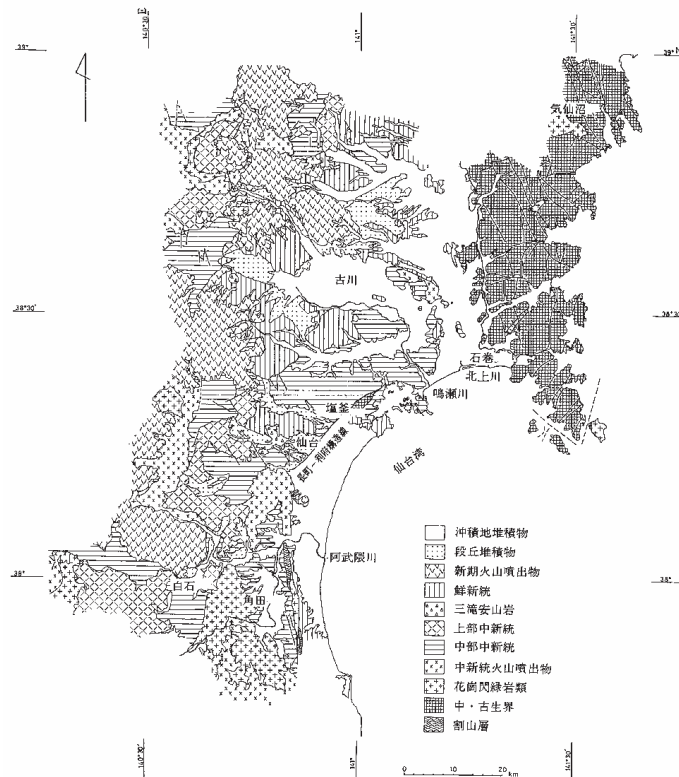 140°30'
141°
141°30'
39°
39°N
気仙沼
古川
38°30'
38°30'
石巻
北上川
鳴瀬川
塩釜
仙台
長町－利府構造線
仙台湾
阿武隈川
38°
38°
白石
角田
沖積地堆積物
段丘堆積物
新期火山噴出物
鮮新統
三滝安山岩
上部中新統
中部中新統
中新統火山噴出物
花崗閃緑岩類
中・古生界
割山層
140°30'
141°
141°30'
0 10 20
km